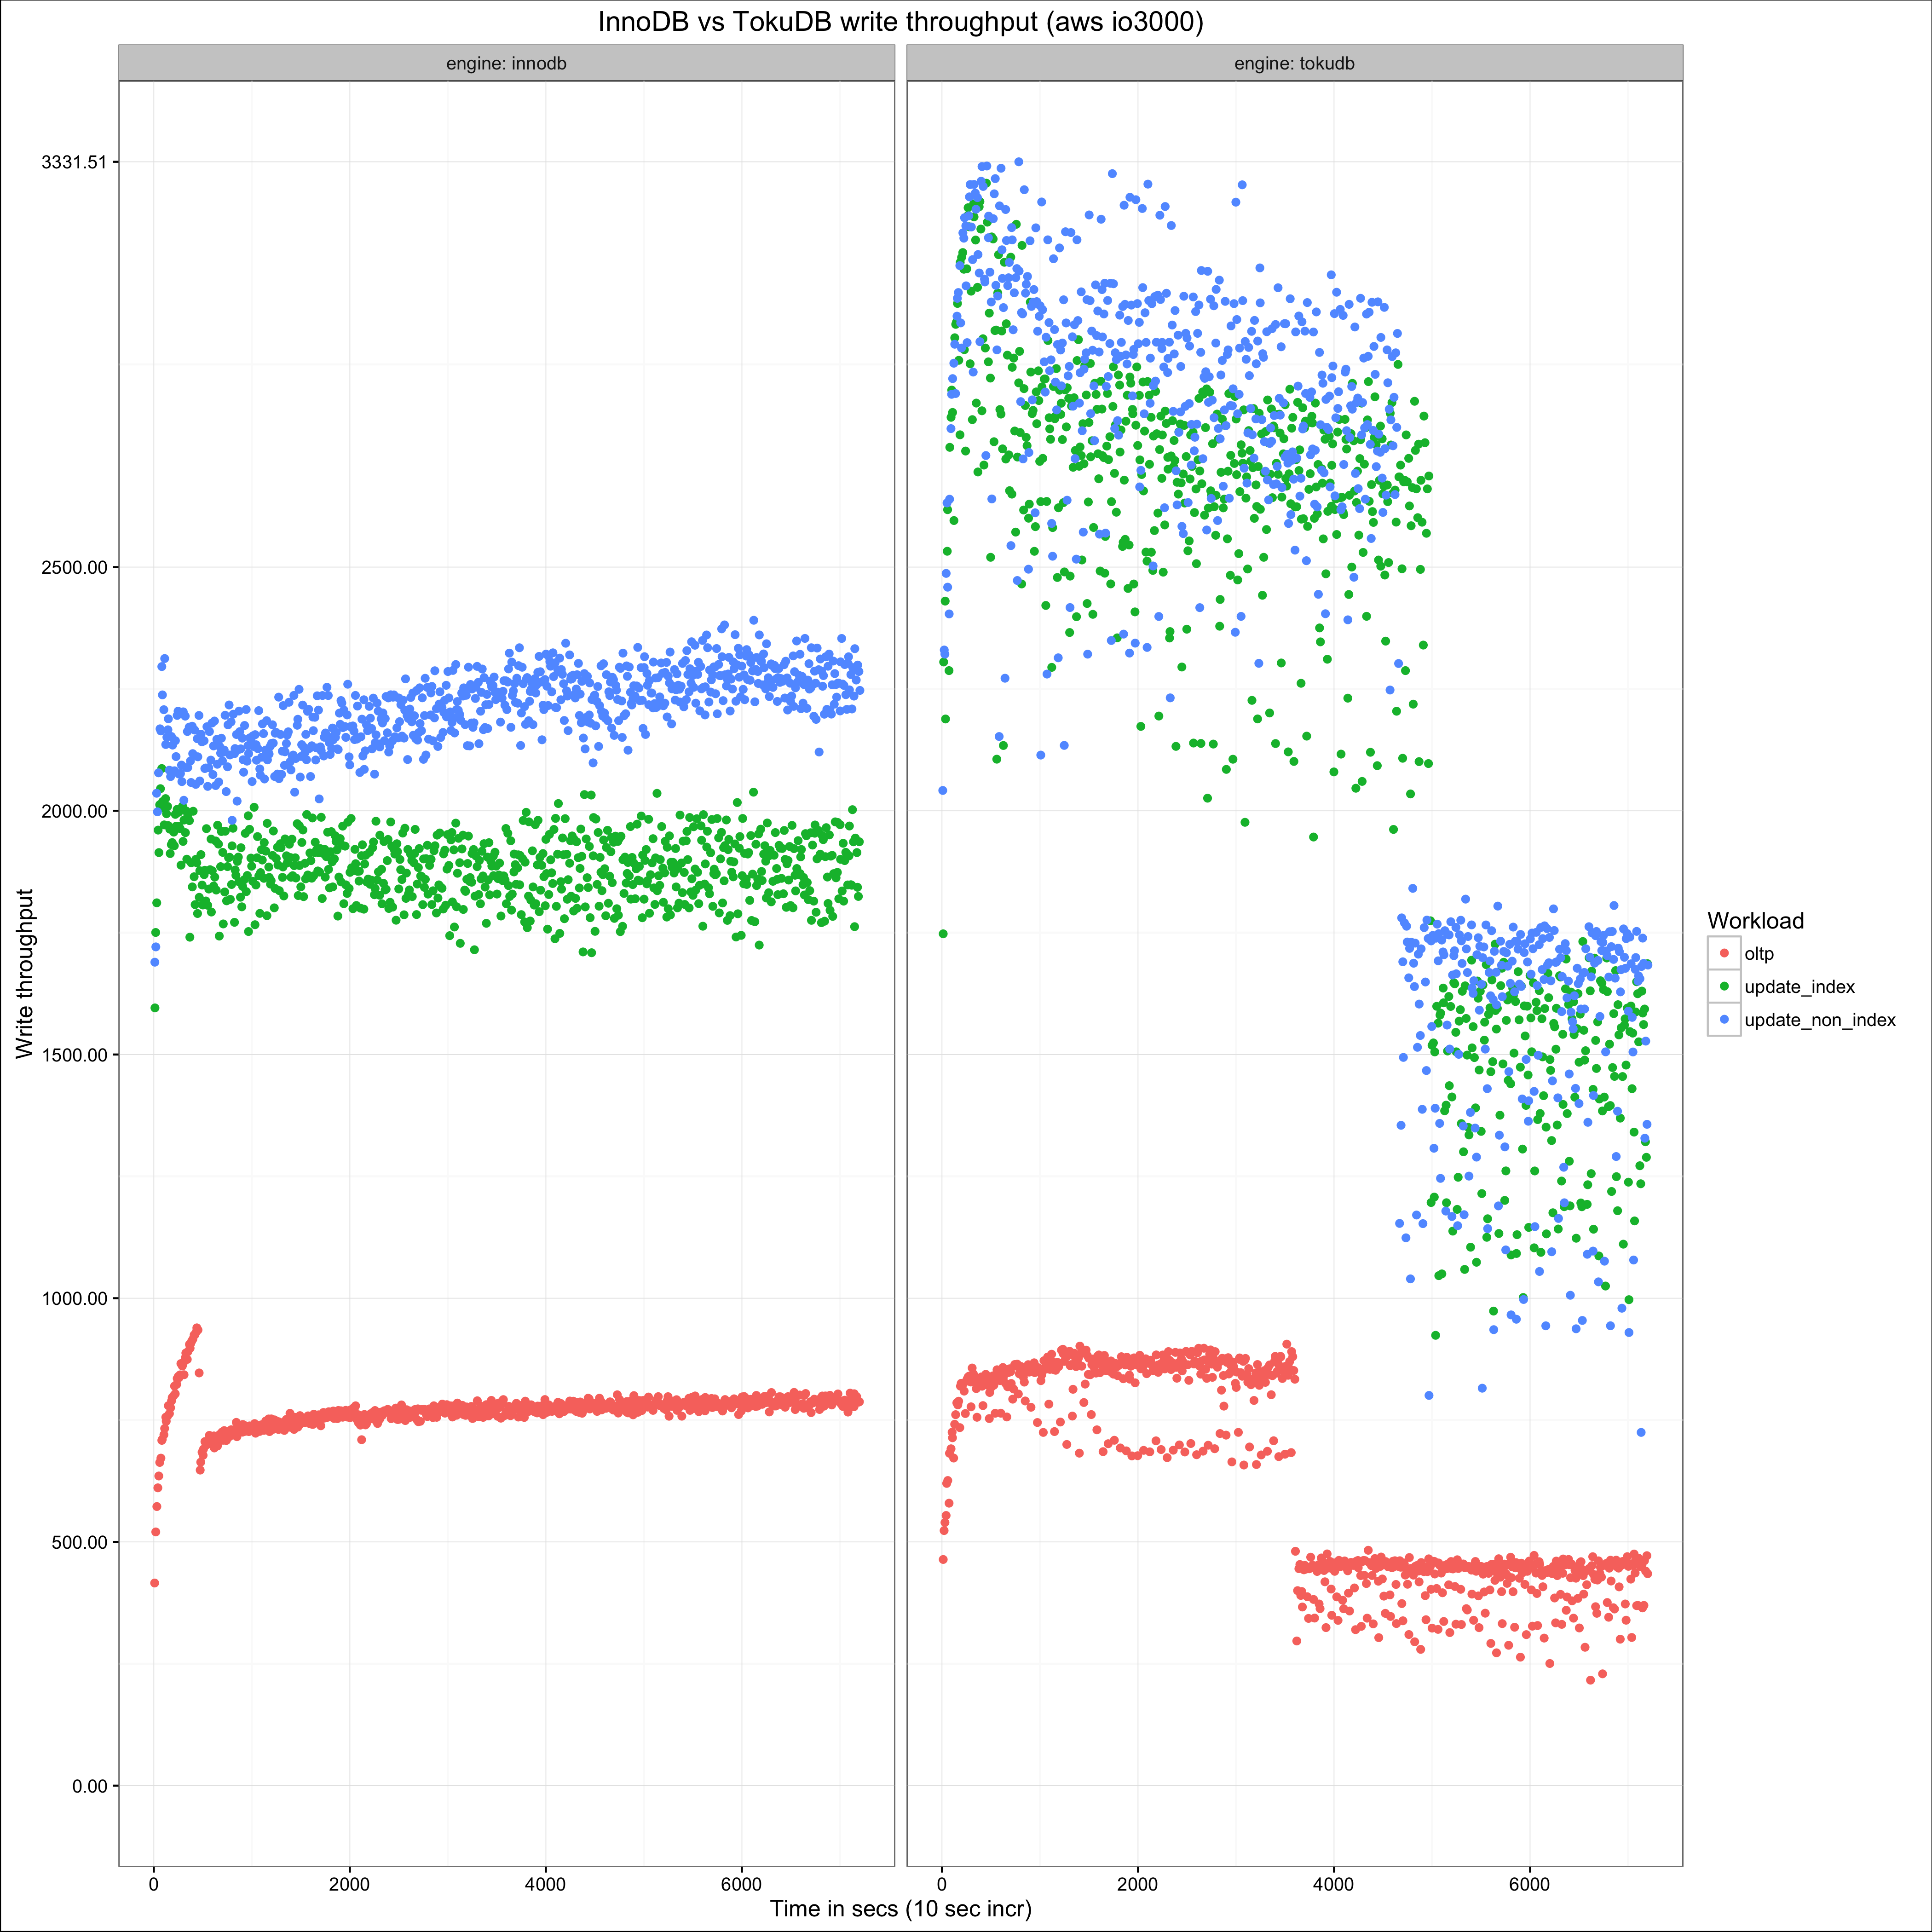 InnoDB vs TokuDB write throughput (aws io3000)
engine: innodb
engine: tokudb
Write throughput
3331.51
2500.00
2000.00
1500.00
1000.00
500.00
0.00
0 2000 4000 6000
0 2000 4000 6000
Time in secs (10 sec incr)
Workload
oltp
update_index
update_non_index